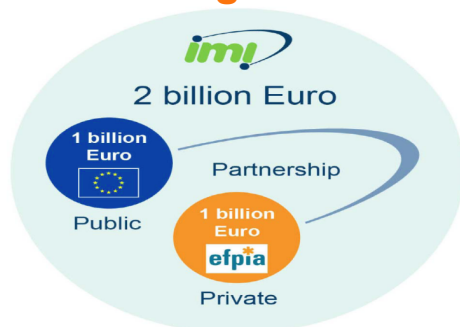 imi
2 billion Euro
1 billion
Euro
Public
Partnership
1 billion
Euro
efpia
Private